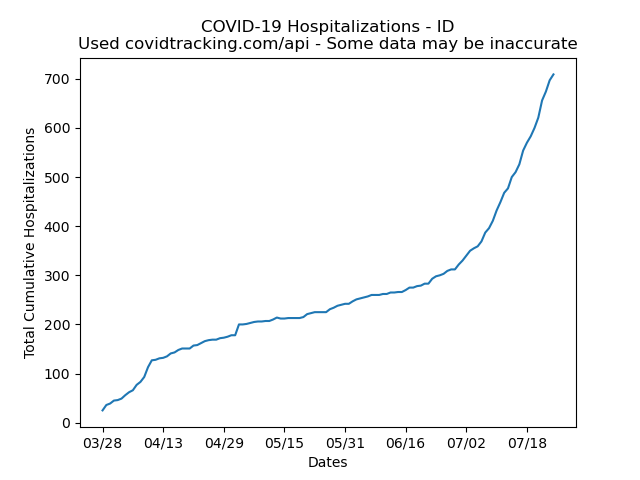 COVID-19 Hospitalizations - ID
Used covidtracking.com/api - Some data may be inaccurate
Total Cumulative Hospitalizations
700
600
500
400
300
200
100
0
03/28 04/13 04/29 05/15 05/31 06/16 07/02 07/18
Dates